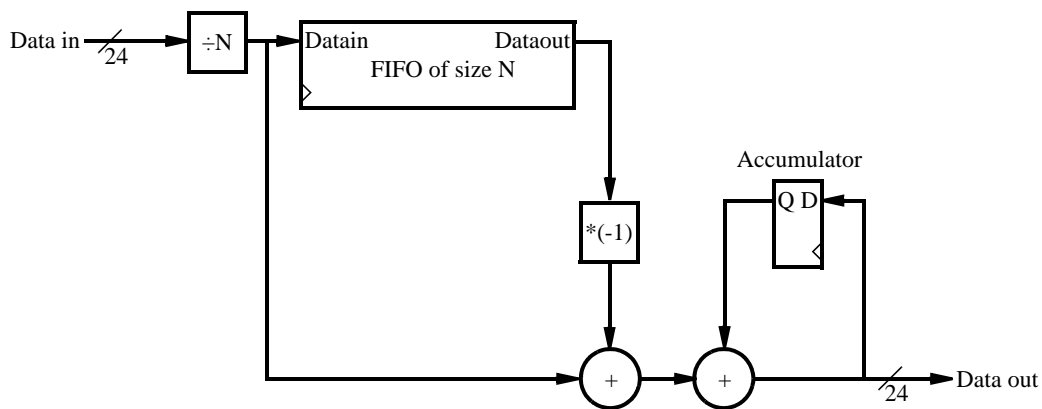 Data in
24
÷N
Datain
Dataout
FIFO of size N
*(-1)
Accumulator
Q D
+
+
24
Data out